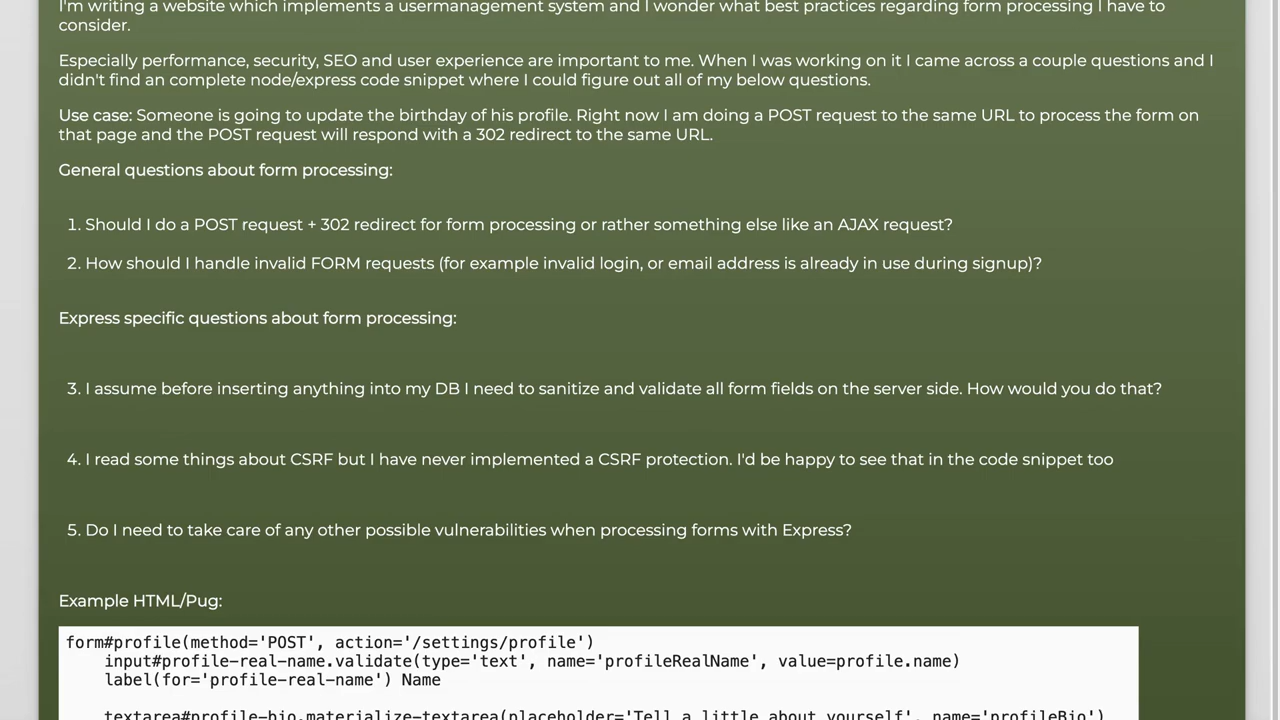 I'm writing a website which implements a usermanagement system and I wonder what best practices regarding form processing I have to
consider.
Especially performance, security, SEO and user experience are important to me. When I was working on it I came across a couple questions and I
didn't find an complete node/express code snippet where I could figure out all of my below questions.
Use case: Someone is going to update the birthday of his profile. Right now I am doing a POST request to the same URL to process the form on
that page and the POST request will respond with a 302 redirect to the same URL.
General questions about form processing:
1. Should I do a POST request + 302 redirect for form processing or rather something else like an AJAX request?
2. How should I handle invalid FORM requests (for example invalid login, or email address is already in use during signup)?
Express specific questions about form processing:
3. I assume before inserting anything into my DB I need to sanitize and validate all form fields on the server side. How would you do that?
4. I read some things about CSRF but I have never implemented a CSRF protection. I'd be happy to see that in the code snippet too
5. Do I need to take care of any other possible vulnerabilities when processing forms with Express?
Example HTML/Pug:
form#profile(method='POST', action='/settings/profile')
input#profile-real-name.validate(type='text', name='profileRealName', value=profile.name)
label(for='profile-real-name') Name
textarea#profile-bio.materialize-textarea(placeholder='Tell a little about yourself', name='profileBio')